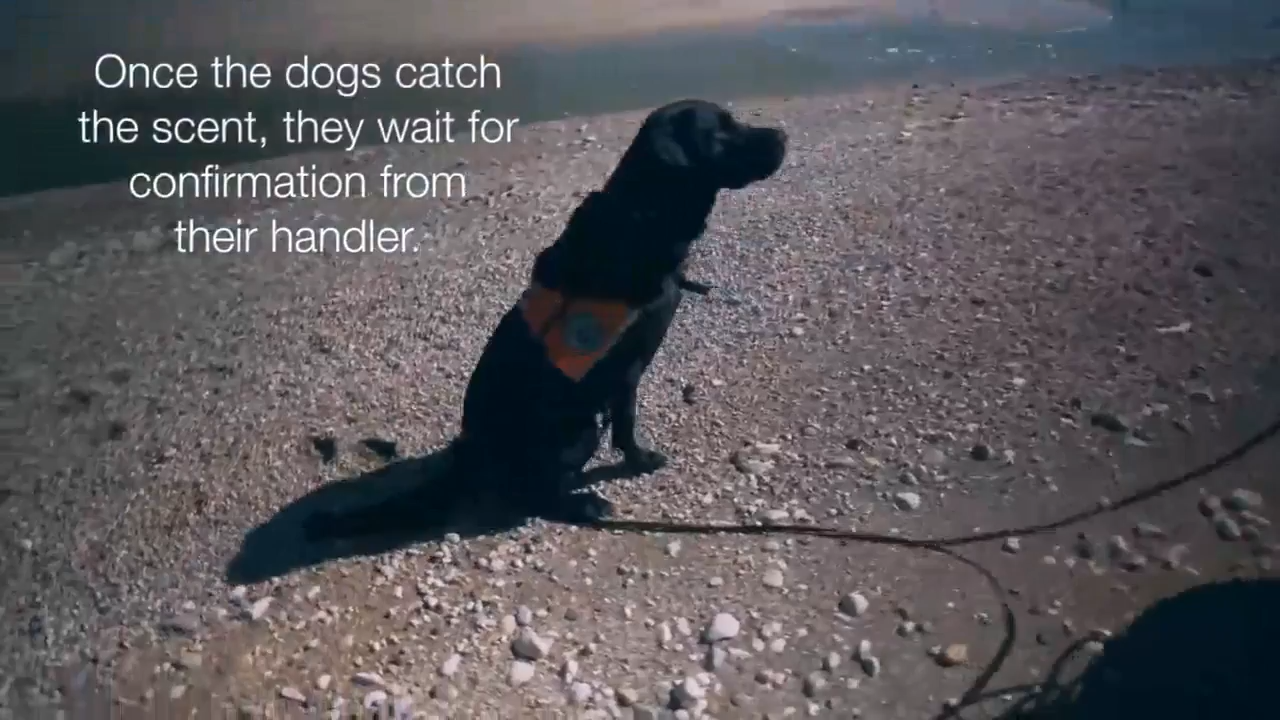 Once the dogs catch
the scent, they wait for
confirmation from
their handler.